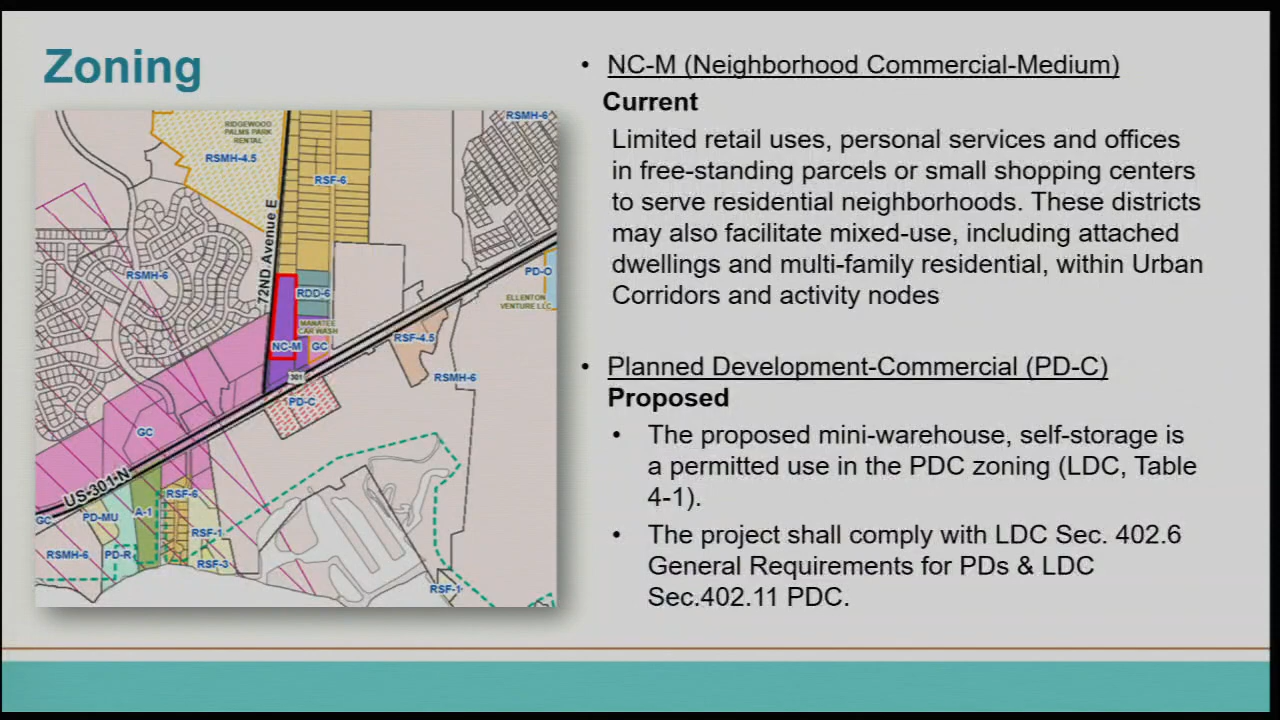 Zoning
RIDGEWOOD
PALMS PARK
RENTAL
RSMH-4.5
RSF-6
RSMH-6
72ND Avenue E
RSMH-6
PD-O
ELLENTON
VENTURE LLC
RDD-6
MANATEE
CAR WASH
NC-M
GC
RSF-4.5
RSMH-6
301
PD-C
GC
US 301 N
GC
PD-MU
A-1
RSF-6
RSF-1
RSMH-6
PD-R
RSF-3
RSF-1
• NC-M (Neighborhood Commercial-Medium)
Current
Limited retail uses, personal services and offices
in free-standing parcels or small shopping centers
to serve residential neighborhoods. These districts
may also facilitate mixed-use, including attached
dwellings and multi-family residential, within Urban
Corridors and activity nodes
• Planned Development-Commercial (PD-C)
Proposed
• The proposed mini-warehouse, self-storage is
a permitted use in the PDC zoning (LDC, Table
4-1).
• The project shall comply with LDC Sec. 402.6
General Requirements for PDs & LDC
Sec.402.11 PDC.